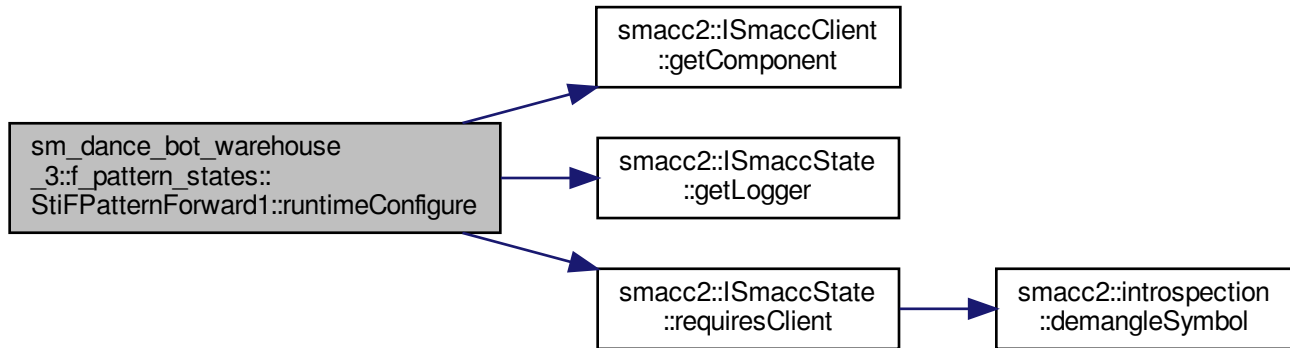 sm_dance_bot_warehouse
_3::f_pattern_states::
StiFPatternForward1::runtimeConfigure
smacc2::ISmaccClient
::getComponent
smacc2::ISmaccState
::getLogger
smacc2::ISmaccState
::requiresClient
smacc2::introspection
::demangleSymbol